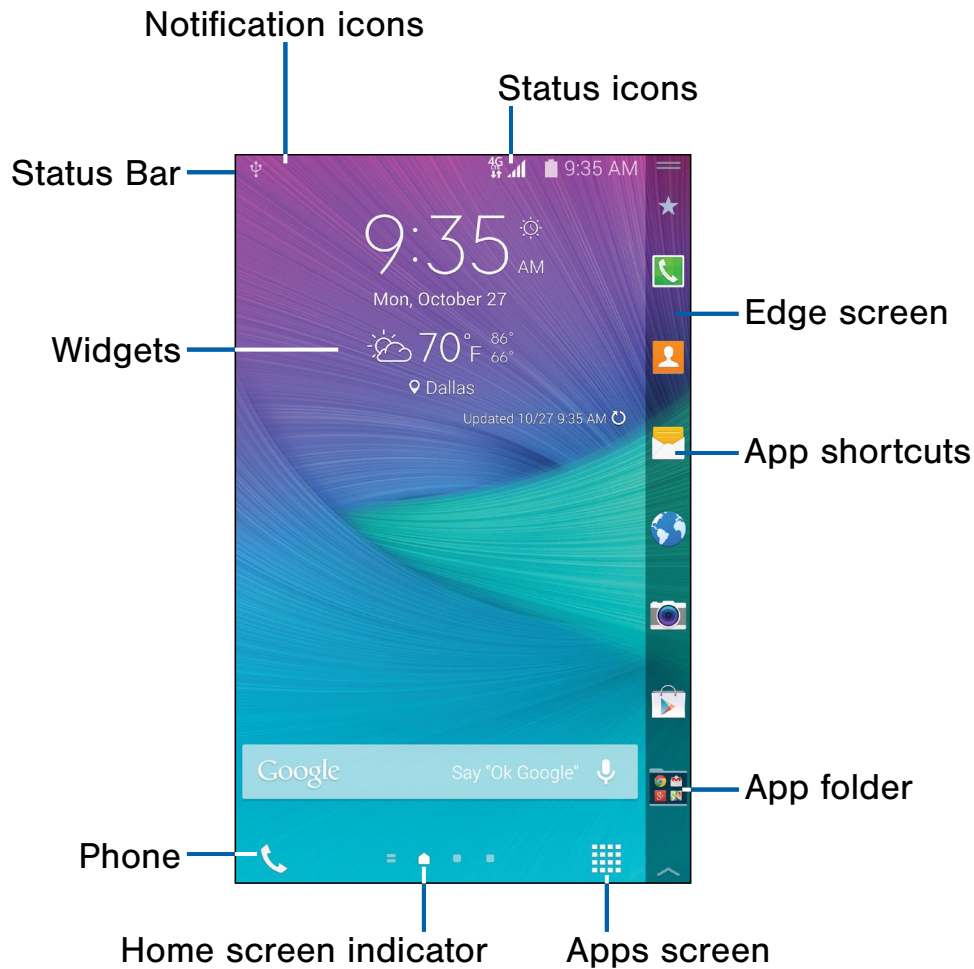 Notification icons
Status icons
Status Bar
4G
LTE
9:35 AM
9:35
AM
Mon, October 27
Edge screen
Widgets
70°F
86°
66°
Dallas
Updated 10/27 9:35 AM
App shortcuts
Google
Say "Ok Google"
App folder
Phone
Home screen indicator
Apps screen